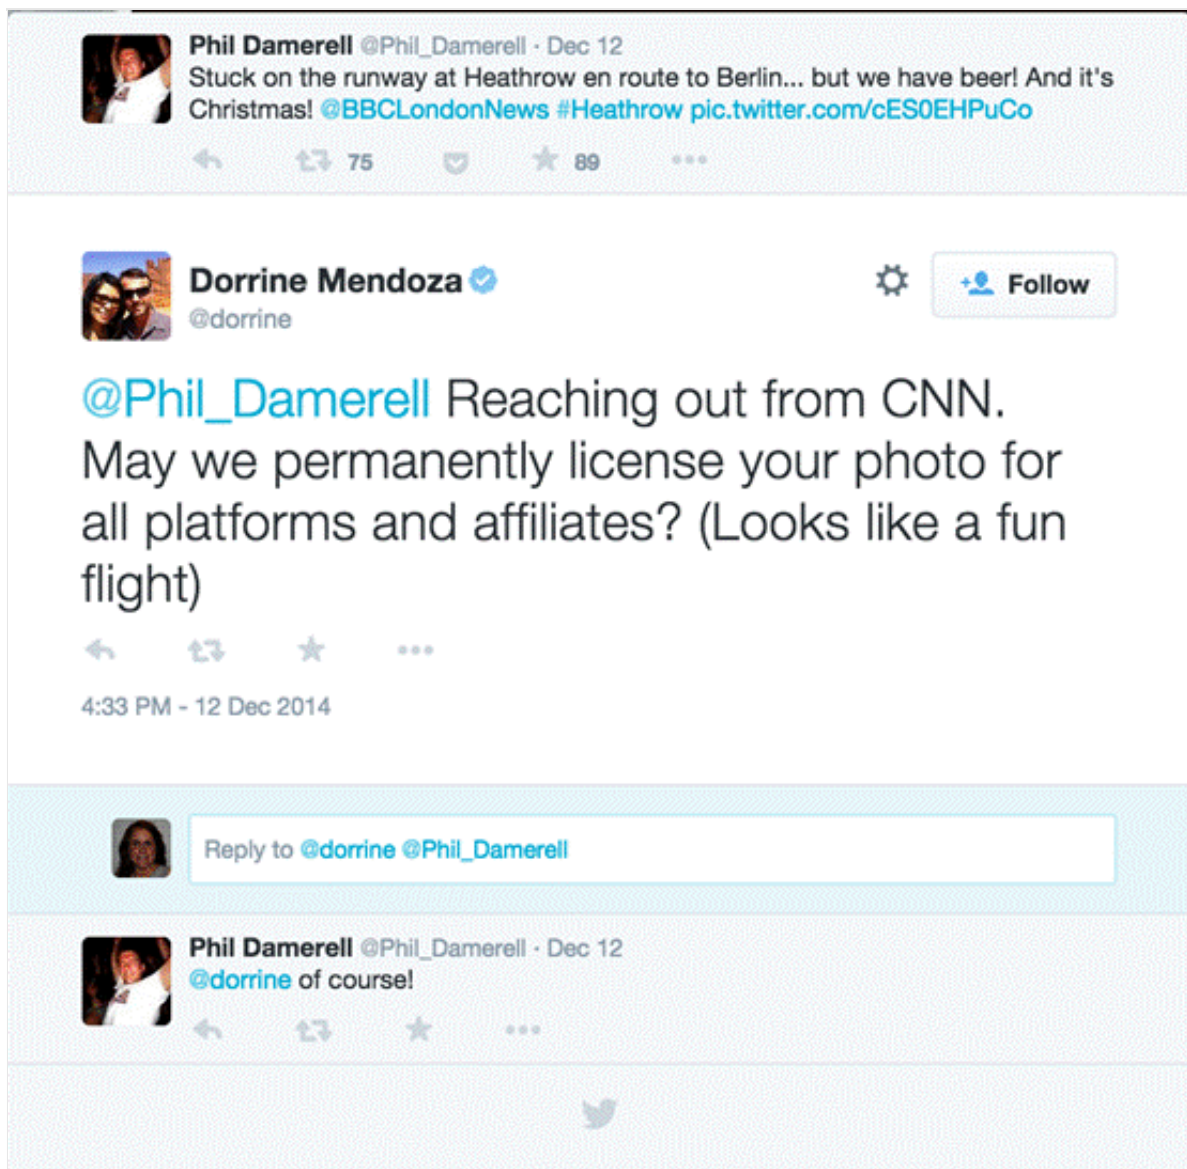 Phil Damerell @Phil_Damerell · Dec 12
Stuck on the runway at Heathrow en route to Berlin... but we have beer! And it's
Christmas! @BBCLondonNews #Heathrow pic.twitter.com/cES0EHPuCo
75 89
Dorrine Mendoza
@dorrine
Follow
@Phil_Damerell Reaching out from CNN.
May we permanently license your photo for
all platforms and affiliates? (Looks like a fun
flight)
4:33 PM - 12 Dec 2014
Reply to @dorrine @Phil_Damerell
Phil Damerell @Phil_Damerell · Dec 12
@dorrine of course!